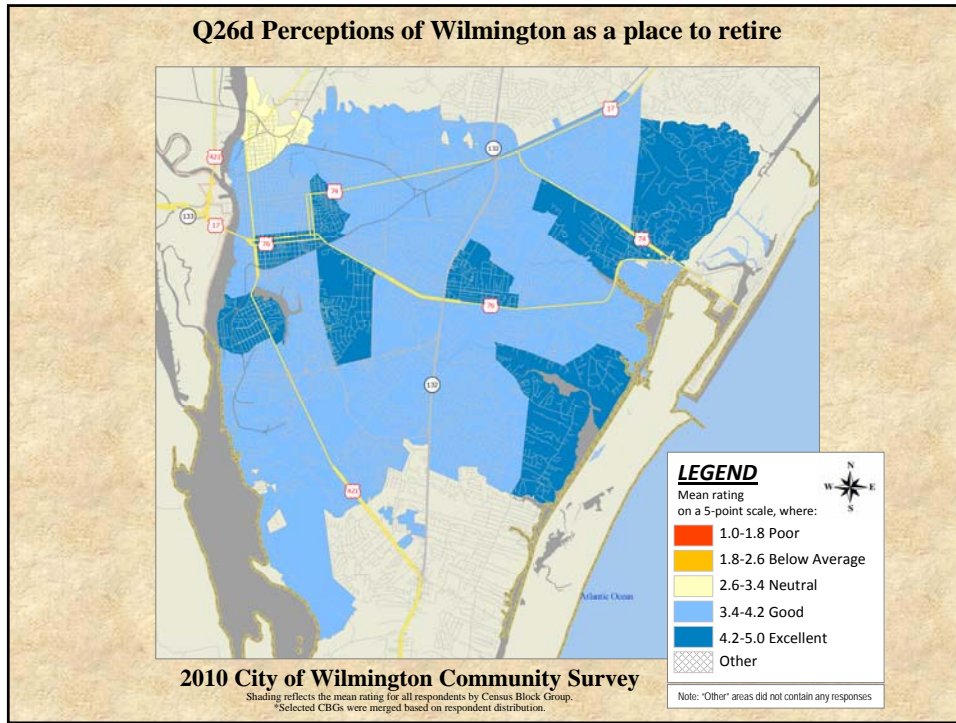 Q26d Perceptions of Wilmington as a place to retire
17
132
421
74
133
17
76
74
76
132
421
Atlantic Ocean
LEGEND
N
W E
S
Mean rating
on a 5-point scale, where:
1.0-1.8 Poor
1.8-2.6 Below Average
2.6-3.4 Neutral
3.4-4.2 Good
4.2-5.0 Excellent
Other
Note: "Other" areas did not contain any responses
2010 City of Wilmington Community Survey
Shading reflects the mean rating for all respondents by Census Block Group.
*Selected CBGs were merged based on respondent distribution.